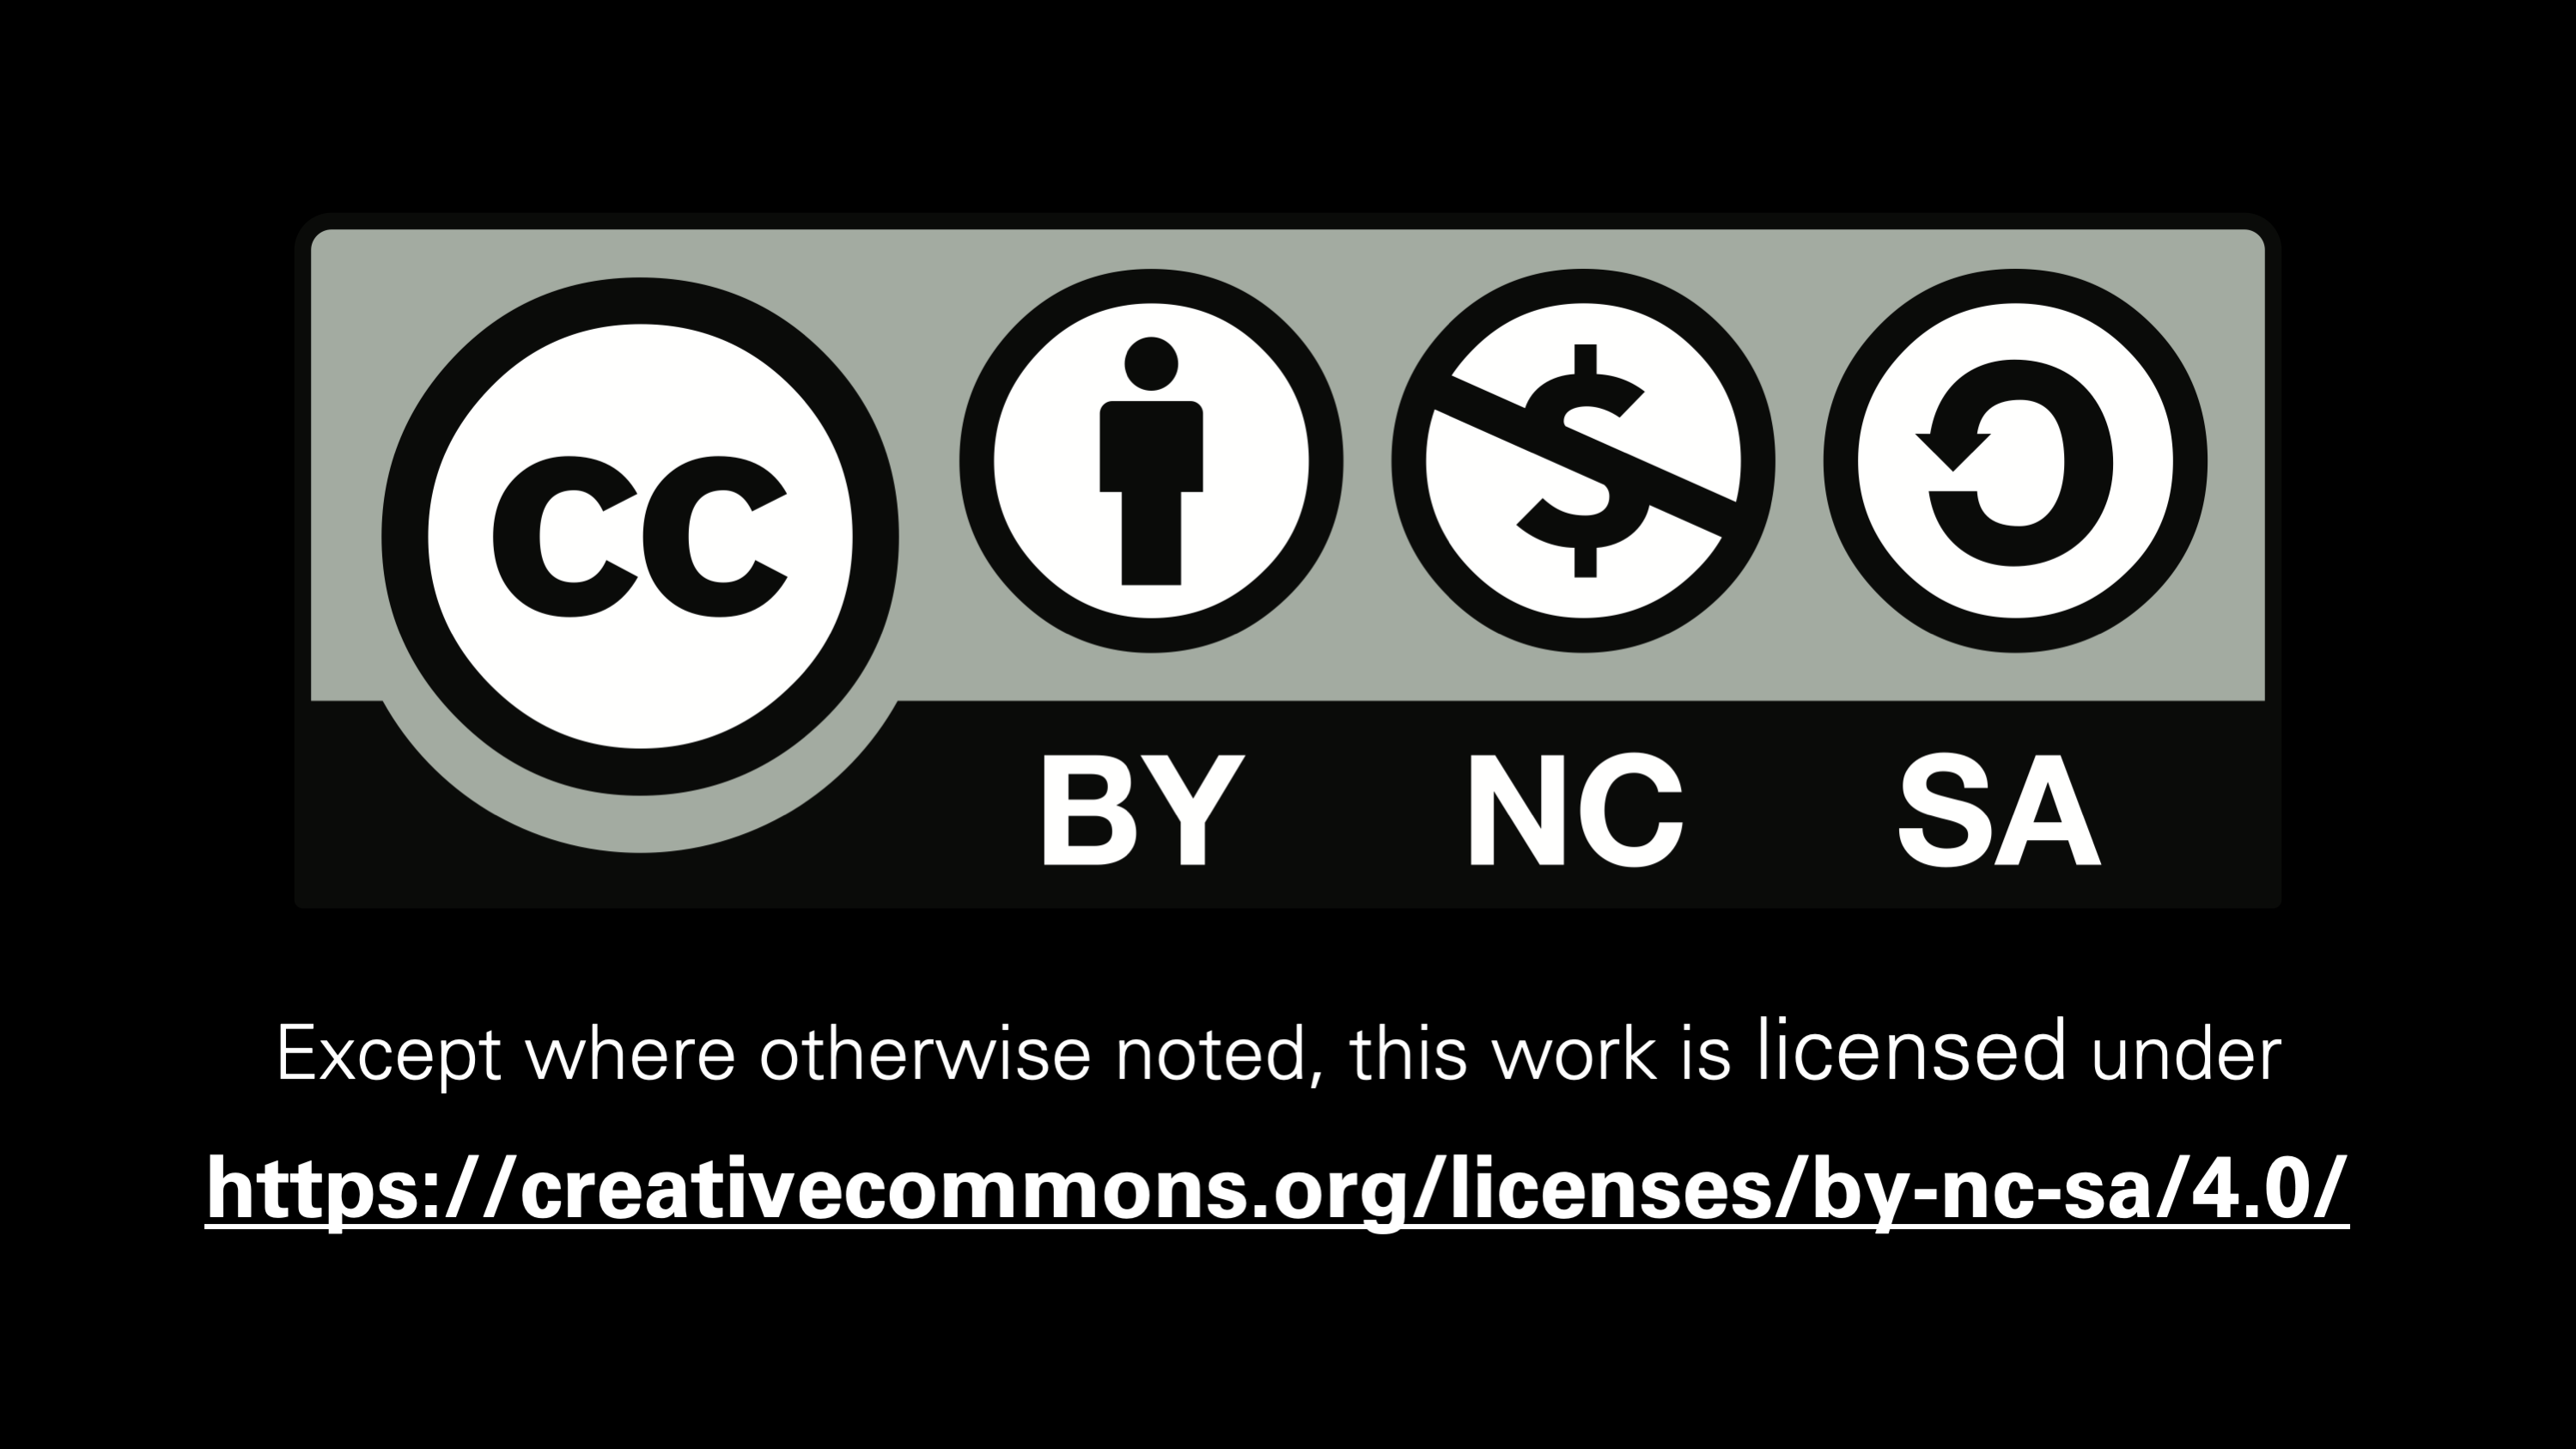 cc
BY NC SA
Except where otherwise noted, this work is licensed under
https://creativecommons.org/licenses/by-nc-sa/4.0/